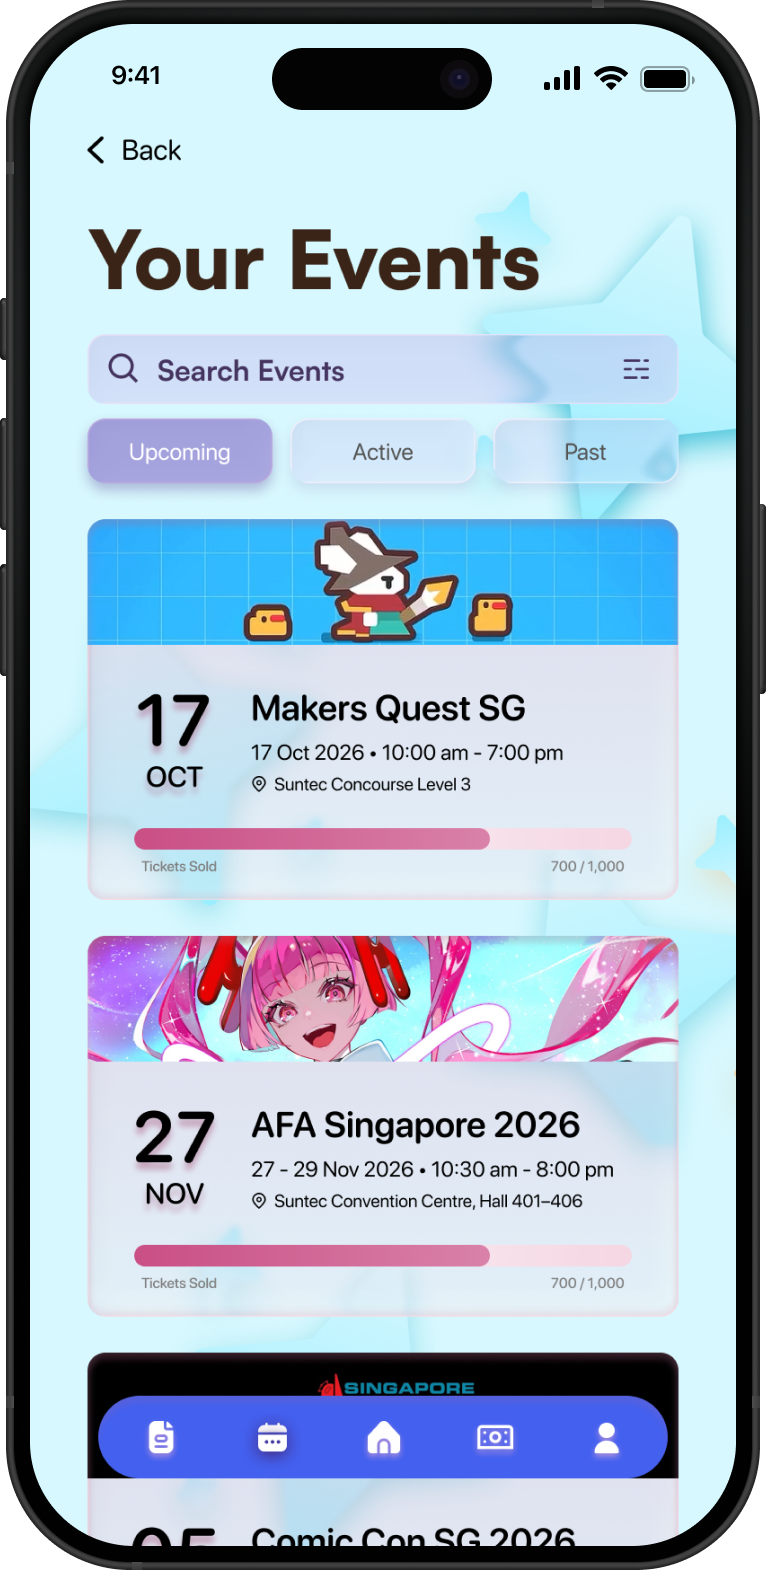 9:41
Back
Your Events
Search Events
Upcoming
Active
Past
17
OCT
Makers Quest SG
17 Oct 2026 • 10:00 am - 7:00 pm
Suntec Concourse Level 3
Tickets Sold
700 / 1,000
27
NOV
AFA Singapore 2026
27 - 29 Nov 2026 • 10:30 am - 8:00 pm
Suntec Convention Centre, Hall 401–406
Tickets Sold
700 / 1,000
SINGAPORE
05
Comic Con SG 2026